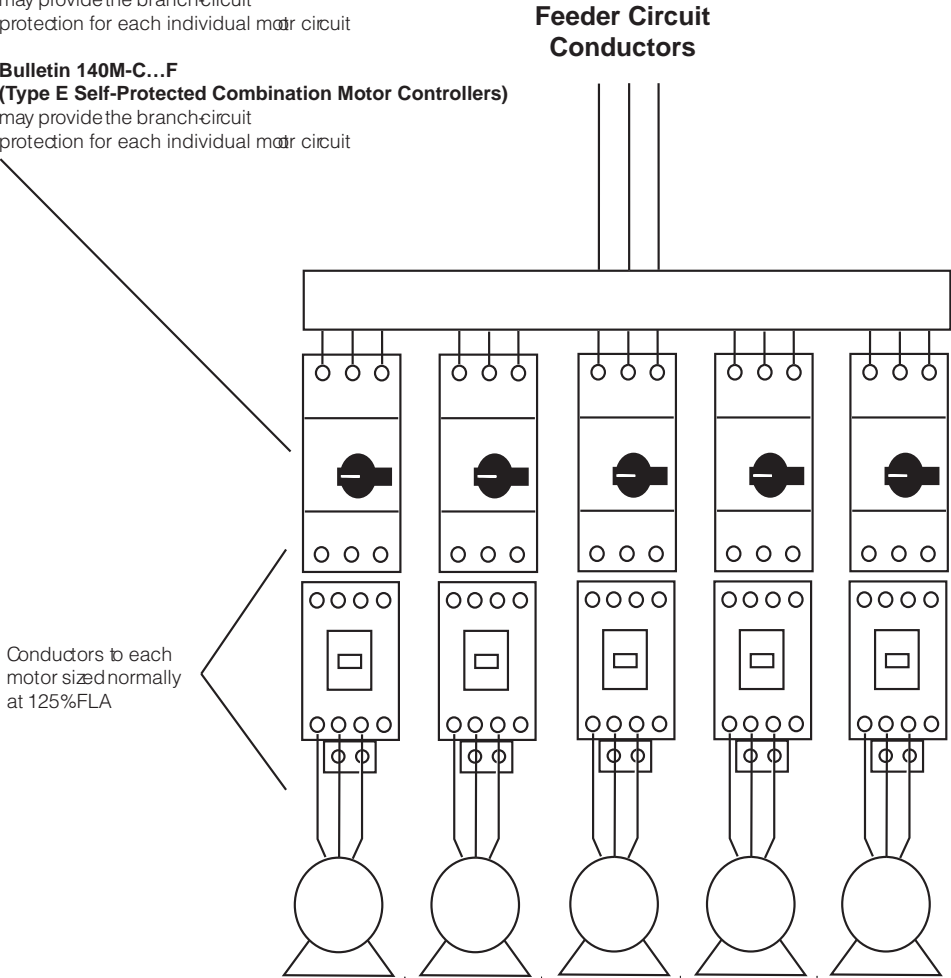 may provide the branch-circuit
protection for each individual motor circuit
Bulletin 140M-C...F
(Type E Self-Protected Combination Motor Controllers)
may provide the branch-circuit
protection for each individual motor circuit
Feeder Circuit
Conductors
Conductors to each
motor sized normally
at 125%FLA